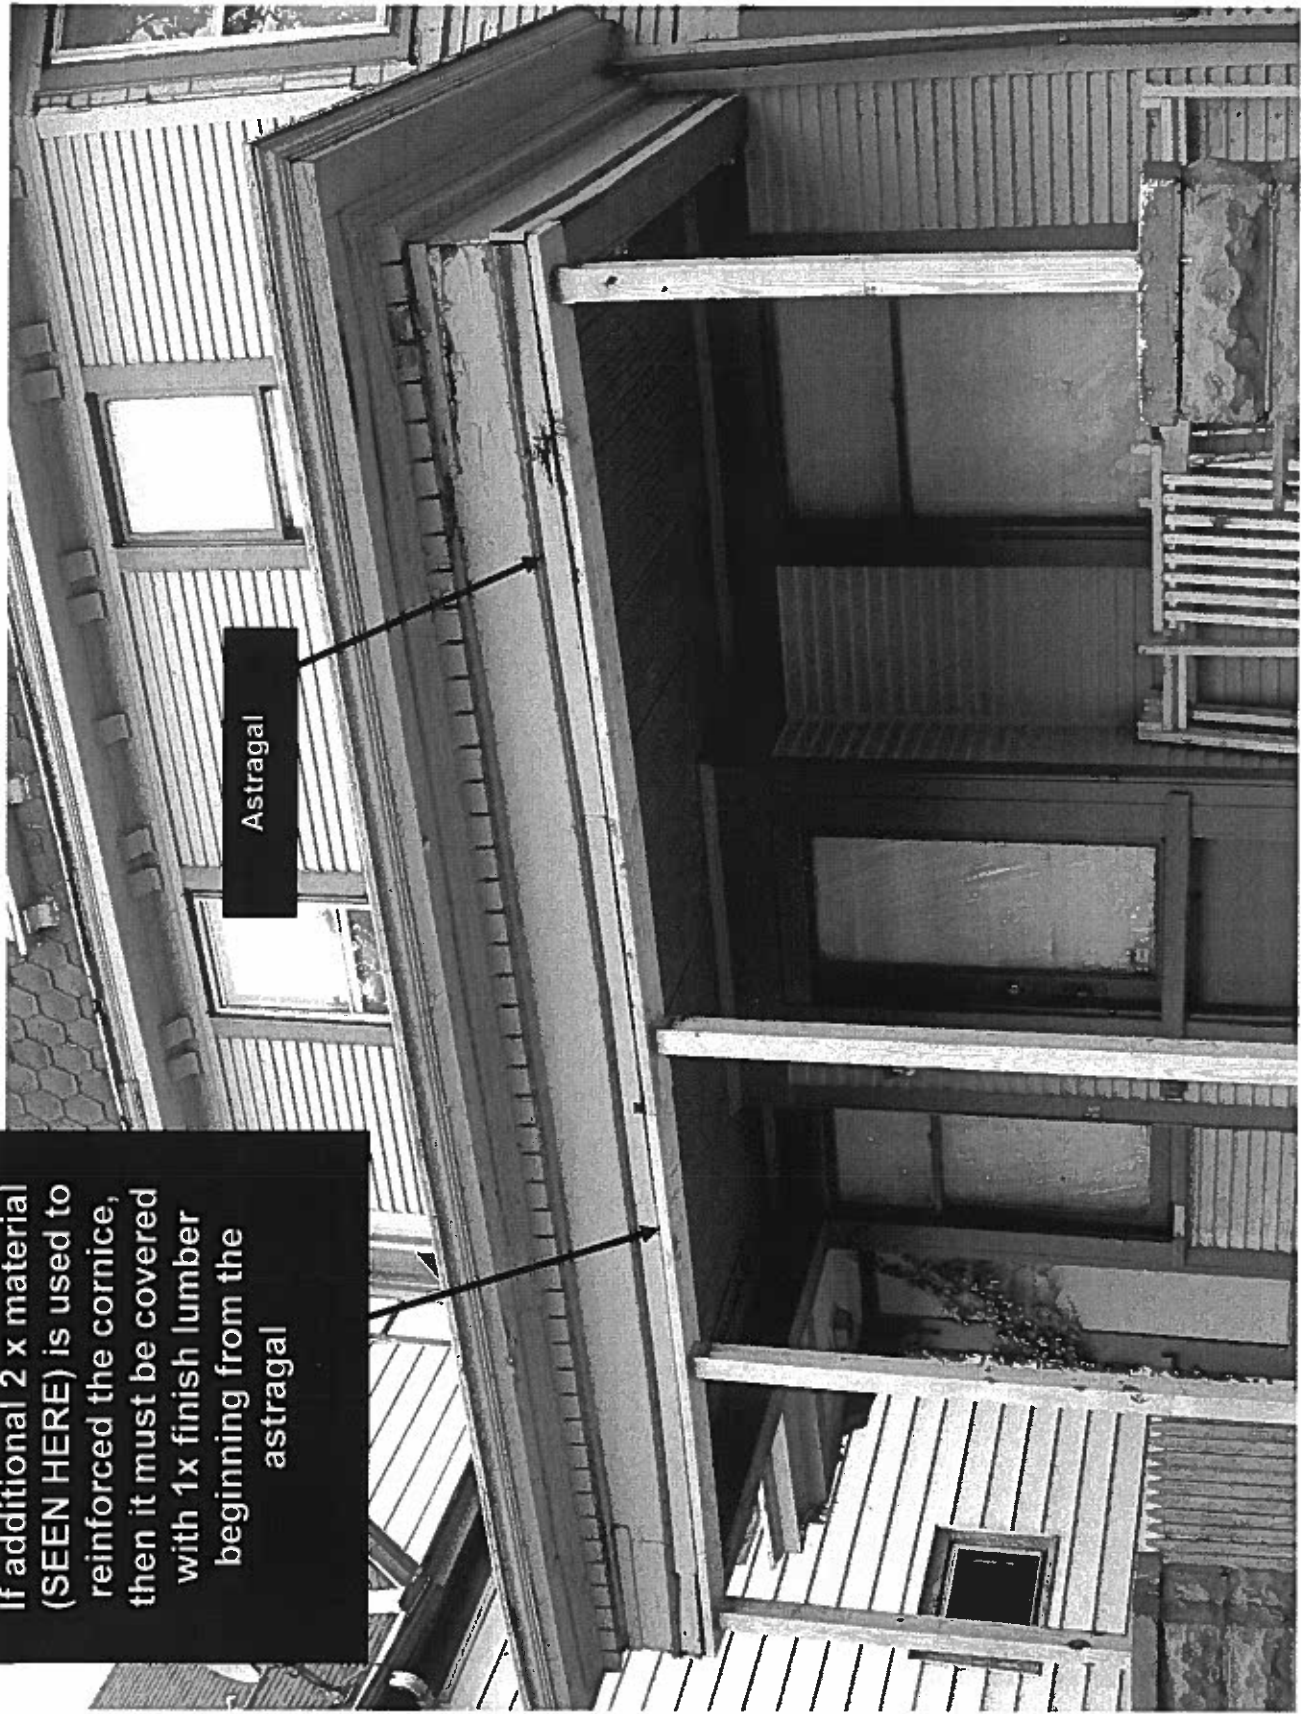 If additional 2 x material
(SEEN HERE) is used to
reinforced the cornice,
then it must be covered
with 1x finish lumber
beginning from the
astragal
Astragal